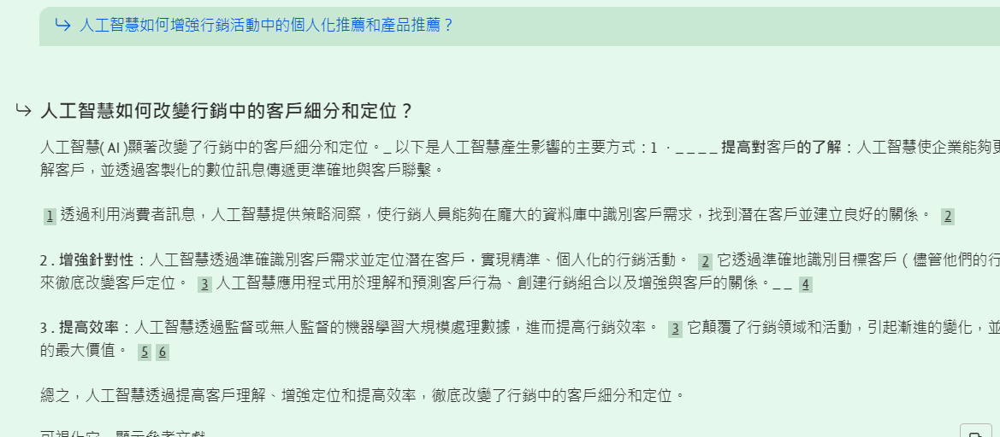 人工智慧如何增強行銷活動中的個人化推薦和產品推薦？
人工智慧如何改變行銷中的客戶細分和定位？
人工智慧( AI )顯著改變了行銷中的客戶細分和定位。_ 以下是人工智慧產生影響的主要方式：1 ．_ _ _ _ 提高對客戶的了解：人工智慧使企業能夠更
解客戶，並透過客製化的數位訊息傳遞更準確地與客戶聯繫。
1 透過利用消費者訊息，人工智慧提供策略洞察，使行銷人員能夠在龐大的資料庫中識別客戶需求，找到潛在客戶並建立良好的關係。 2
2 . 增強針對性：人工智慧透過準確識別客戶需求並定位潛在客戶，實現精準、個人化的行銷活動。 2 它透過準確地識別目標客戶（儘管他們的行
來徹底改變客戶定位。 3 人工智慧應用程式用於理解和預測客戶行為、創建行銷組合以及增強與客戶的關係。_ _ 4
3 . 提高效率：人工智慧透過監督或無人監督的機器學習大規模處理數據，進而提高行銷效率。 3 它顛覆了行銷領域和活動，引起漸進的變化，並
的最大價值。 5 6
總之，人工智慧透過提高客戶理解、增強定位和提高效率，徹底改變了行銷中的客戶細分和定位。